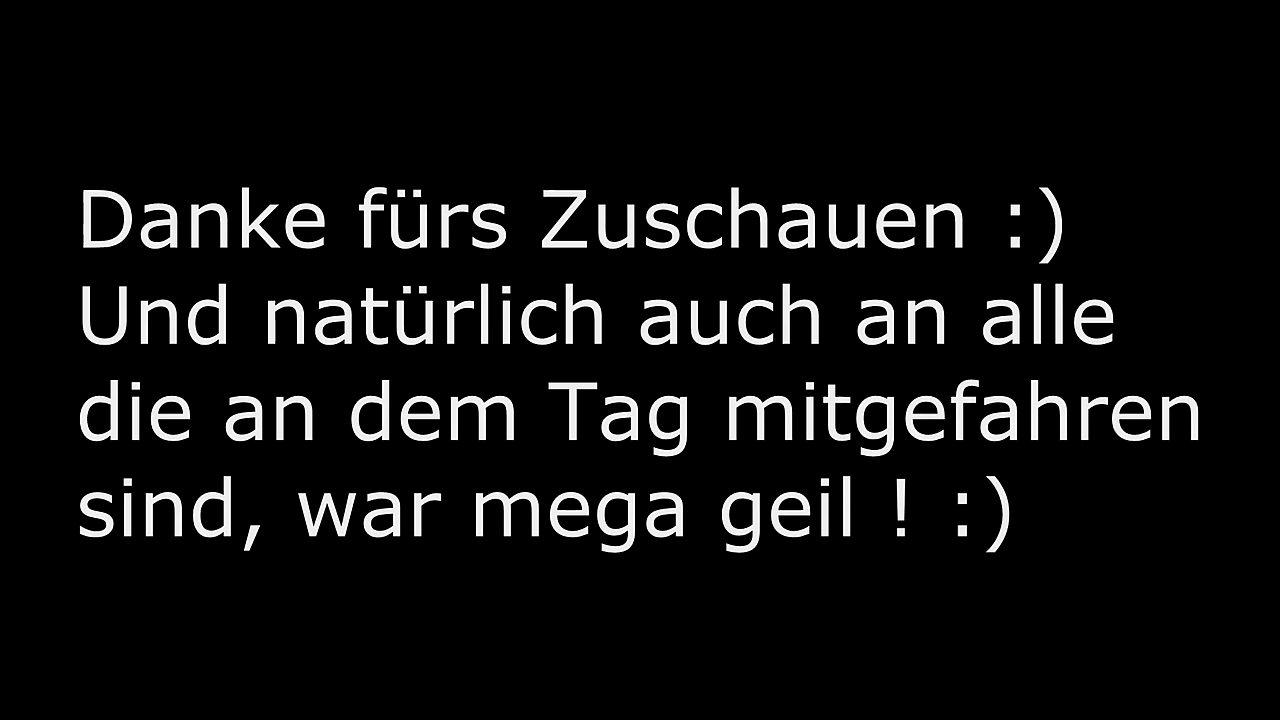 Danke fürs Zuschauen :)
Und natürlich auch an alle
die an dem Tag mitgefahren
sind, war mega geil ! :)